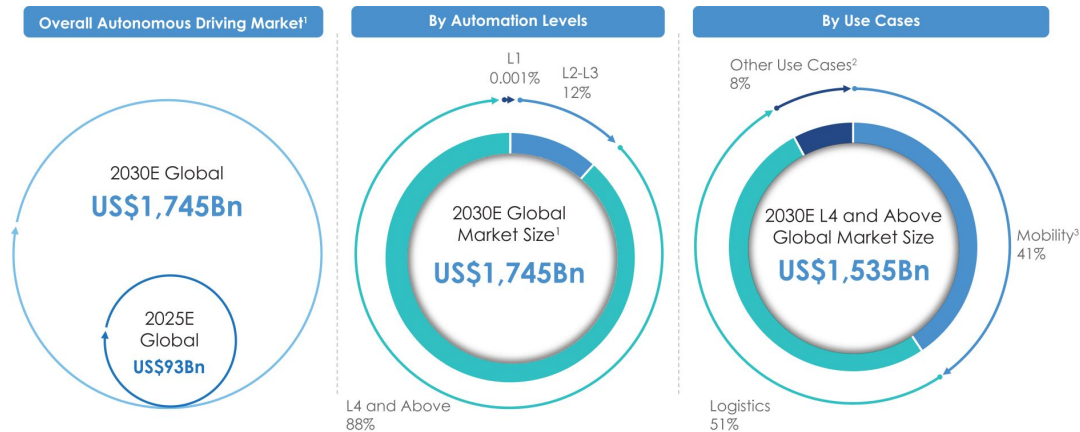 Overall Autonomous Driving Market¹
2030E Global
US$1,745Bn
2025E
Global
US$93Bn
By Automation Levels
L1
0.001%
L2-L3
12%
2030E Global
Market Size¹
US$1,745Bn
L4 and Above
88%
By Use Cases
Other Use Cases²
8%
2030E L4 and Above
Global Market Size
US$1,535Bn
Mobility³
41%
Logistics
51%